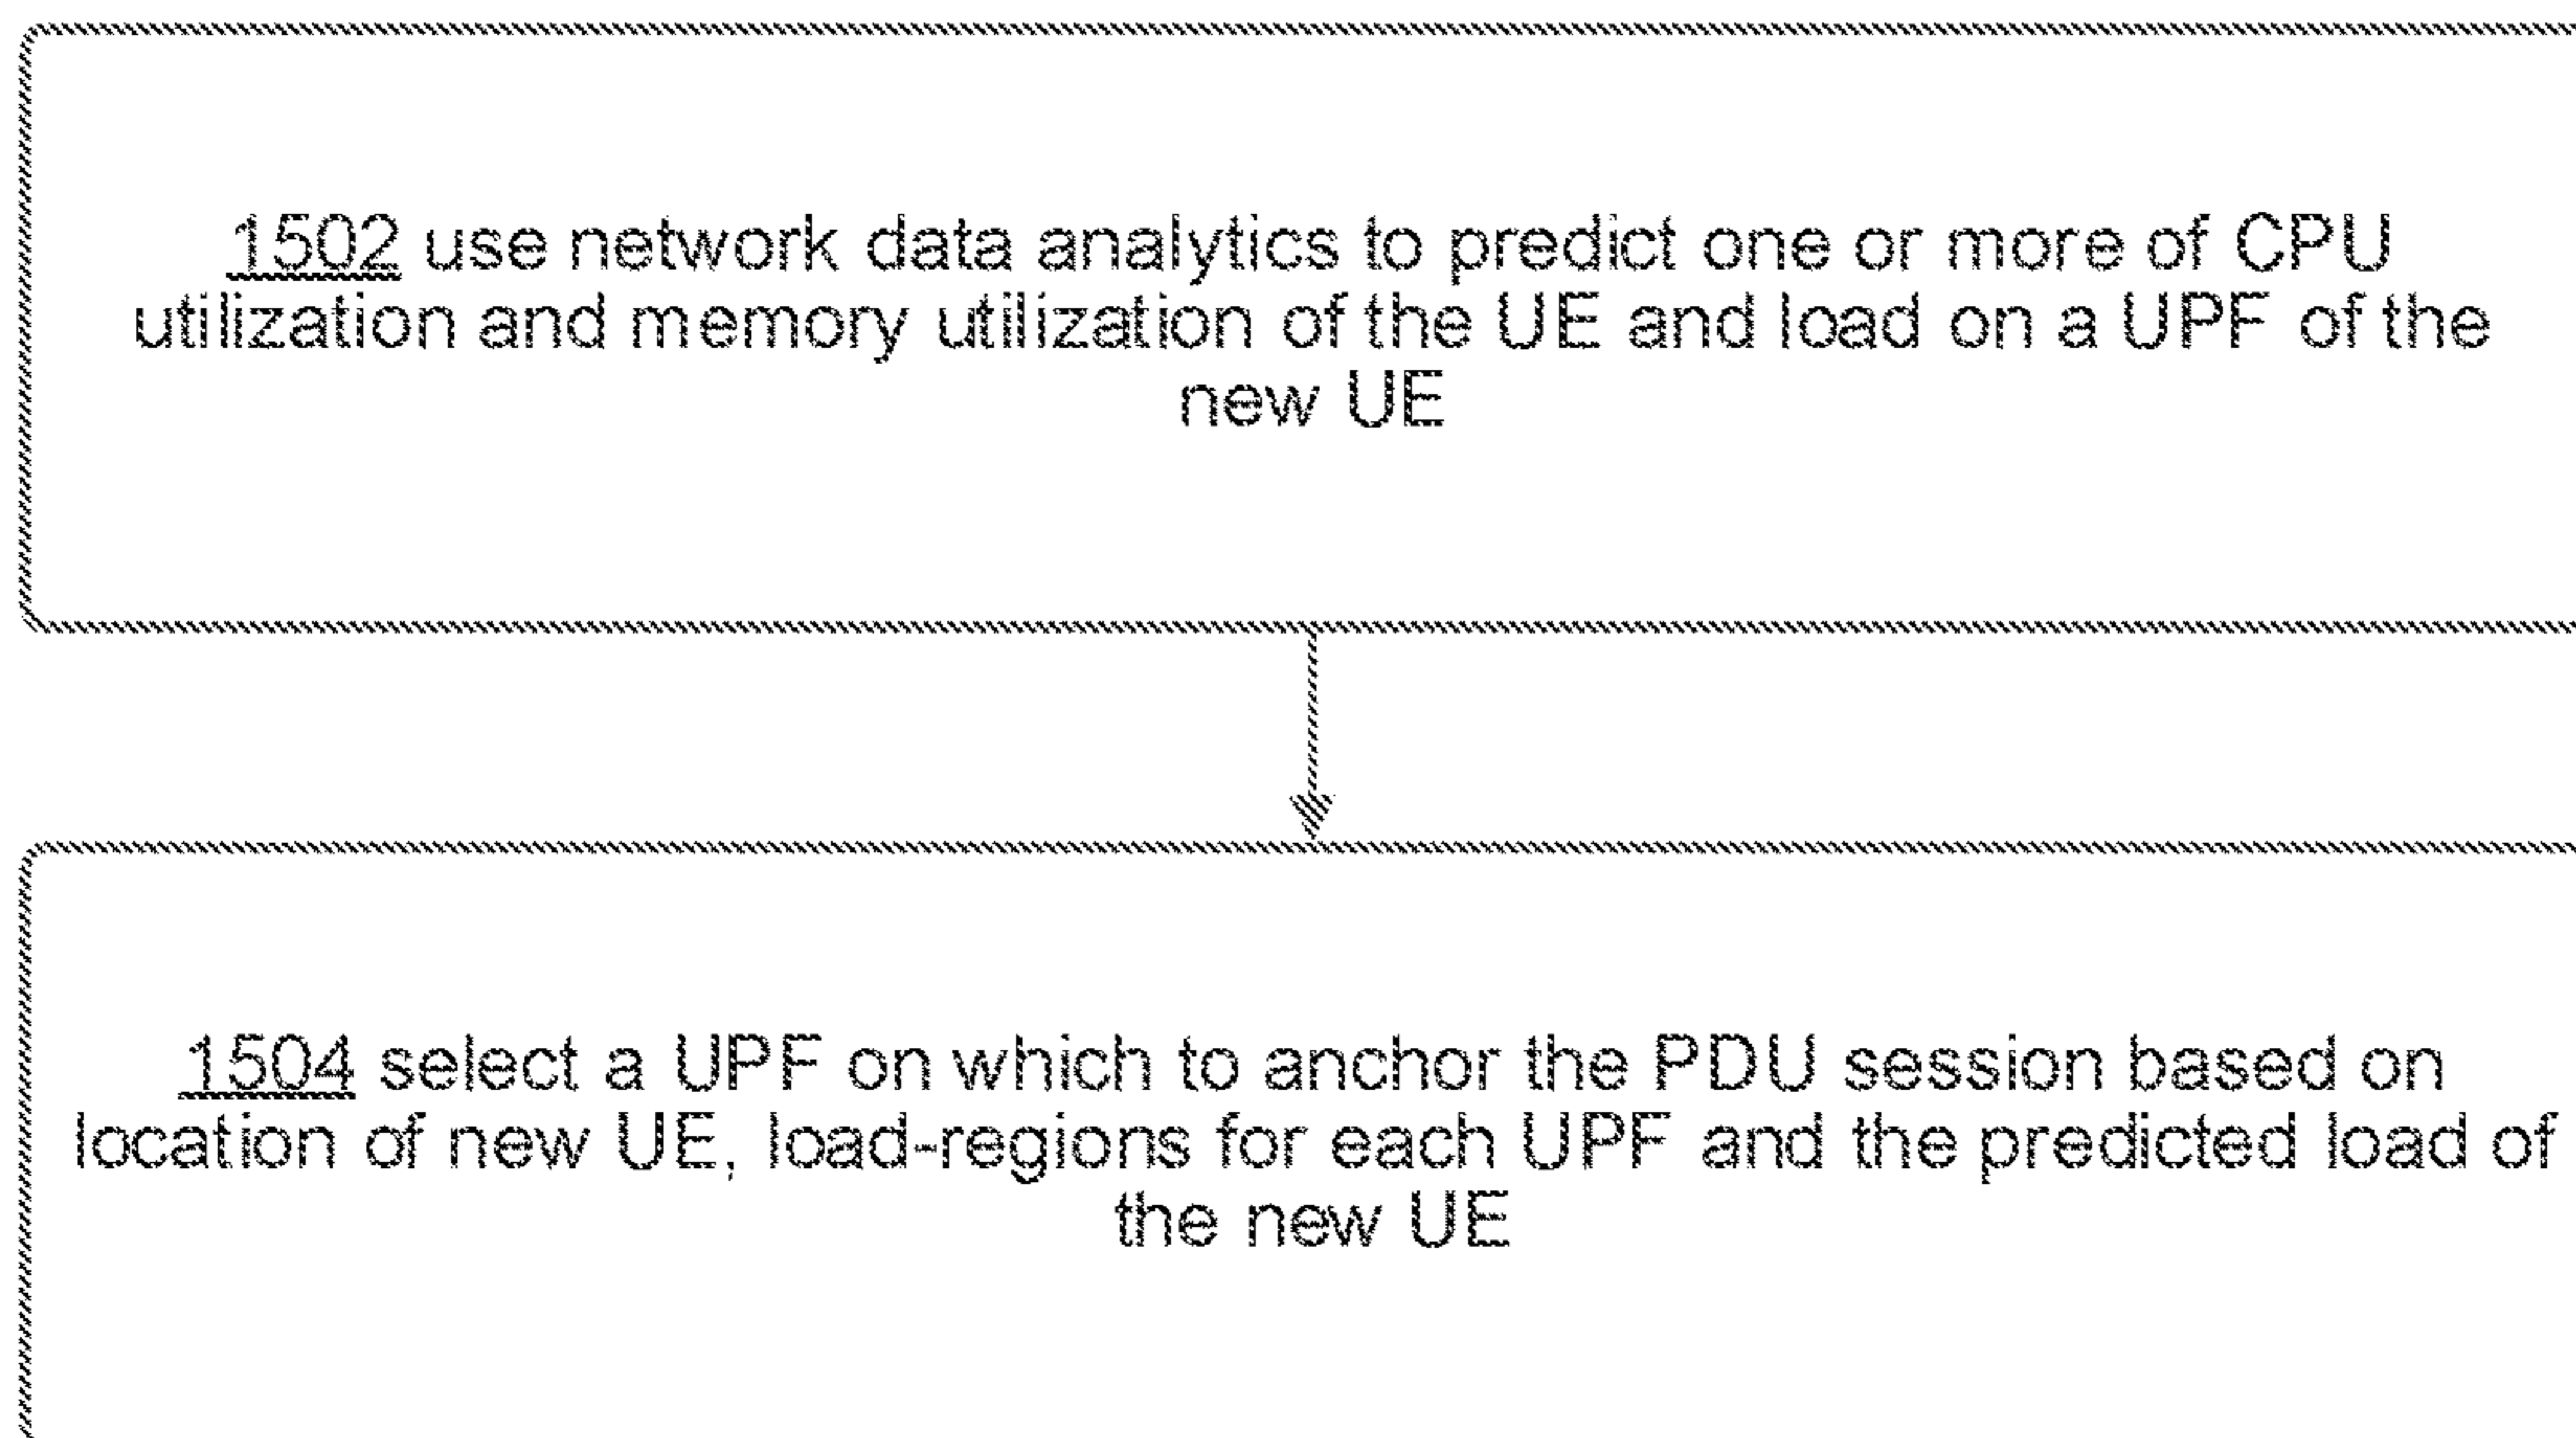 1502 use network data analytics to predict one or more of CPU
utilization and memory utilization of the UE and load on a UPF of the
new UE
1504 select a UPF on which to anchor the PDU session based on
location of new UE, load-regions for each UPF and the predicted load of
the new UE